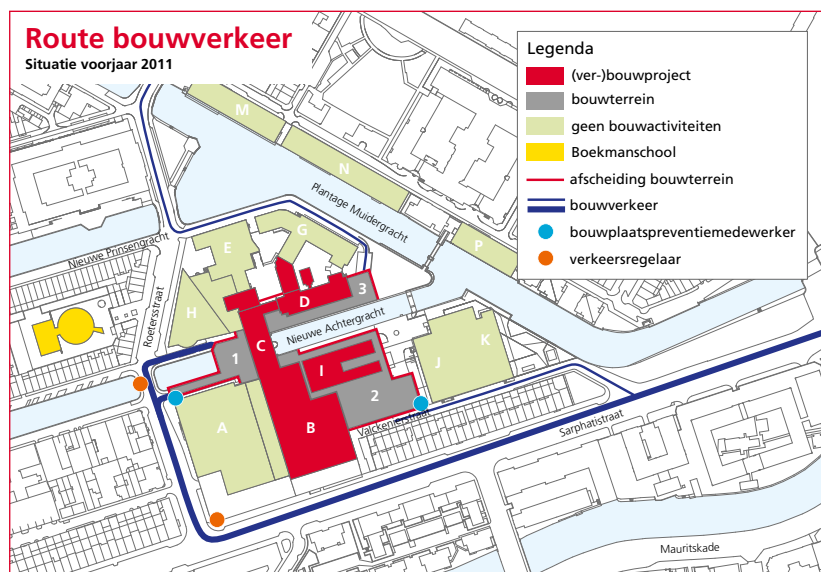 Route bouwverkeer
Situatie voorjaar 2011
Legenda
(ver-)bouwproject
bouwterrein
geen bouwactiviteiten
Boekmanschool
afscheiding bouwterrein
bouwverkeer
bouwplaatspreventiemedewerker
verkeersregelaar
M
N
Plantage Muidergracht
P
G
E
Nieuwe Prinsengracht
Roetersstraat
H
D
3
Nieuwe Achtergracht
C
1
K
J
I
2
A
B
Valckenierstraat
Sarphatistraat
Mauritskade